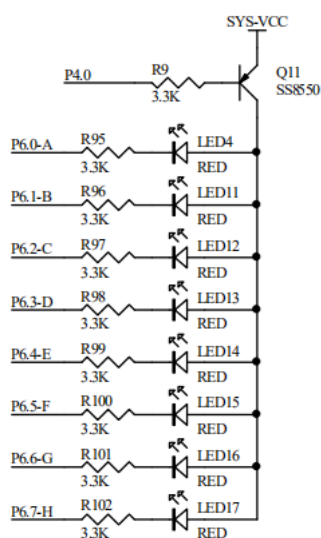 SYS-VCC
P4.0 R9 Q11
3.3K SS8550
P6.0-A R95 LED4
3.3K RED
P6.1-B R96 LED11
3.3K RED
P6.2-C R97 LED12
3.3K RED
P6.3-D R98 LED13
3.3K RED
P6.4-E R99 LED14
3.3K RED
P6.5-F R100 LED15
3.3K RED
P6.6-G R101 LED16
3.3K RED
P6.7-H R102 LED17
3.3K RED